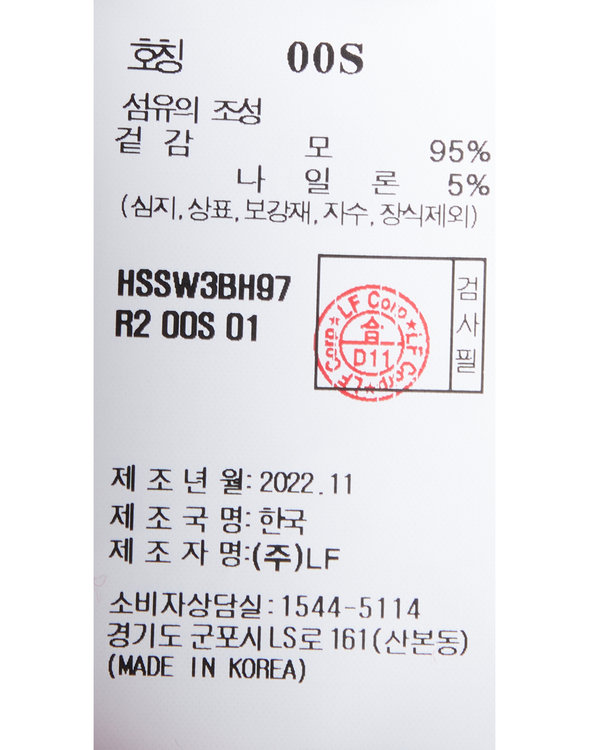 호칭 00S
섬유의 조성
겉감 모 95%
나일론 5%
(심지,상표,보강재,자수,장식제외)
HSSW3BH97
R2 00S 01
검사필
★LF Corp★LF Corp★LF Corp
合
D11
제조년월: 2022.11
제조국명: 한국
제조자명:(주)LF
소비자상담실:1544-5114
경기도 군포시 LS로 161(산본동)
(MADE IN KOREA)